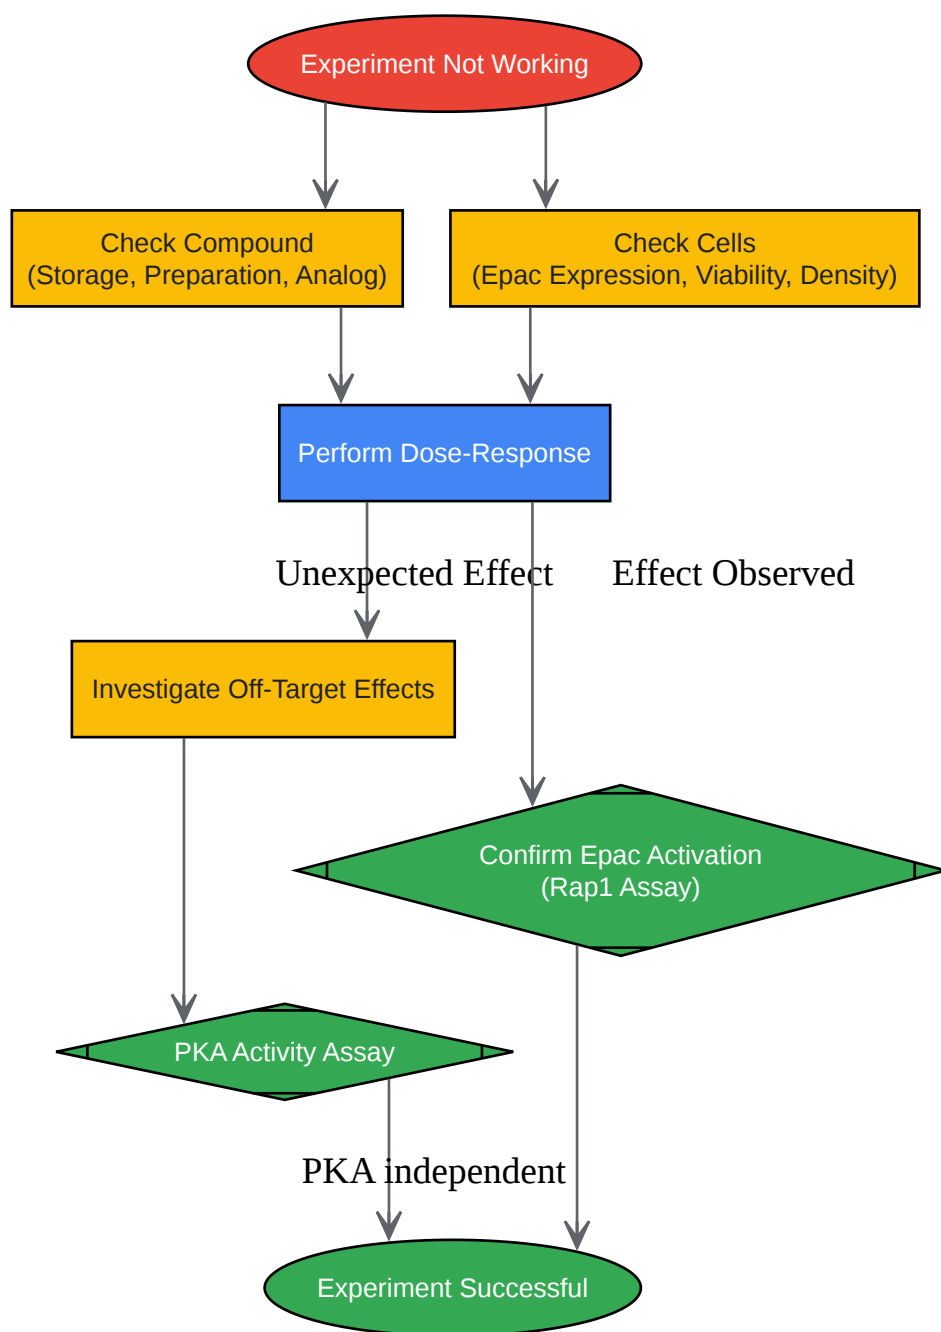 Experiment Not Working
Check Compound
(Storage, Preparation, Analog)
Check Cells
(Epac Expression, Viability, Density)
Perform Dose-Response
Unexpected Effect
Effect Observed
Investigate Off-Target Effects
Confirm Epac Activation
(Rap1 Assay)
PKA Activity Assay
PKA independent
Experiment Successful